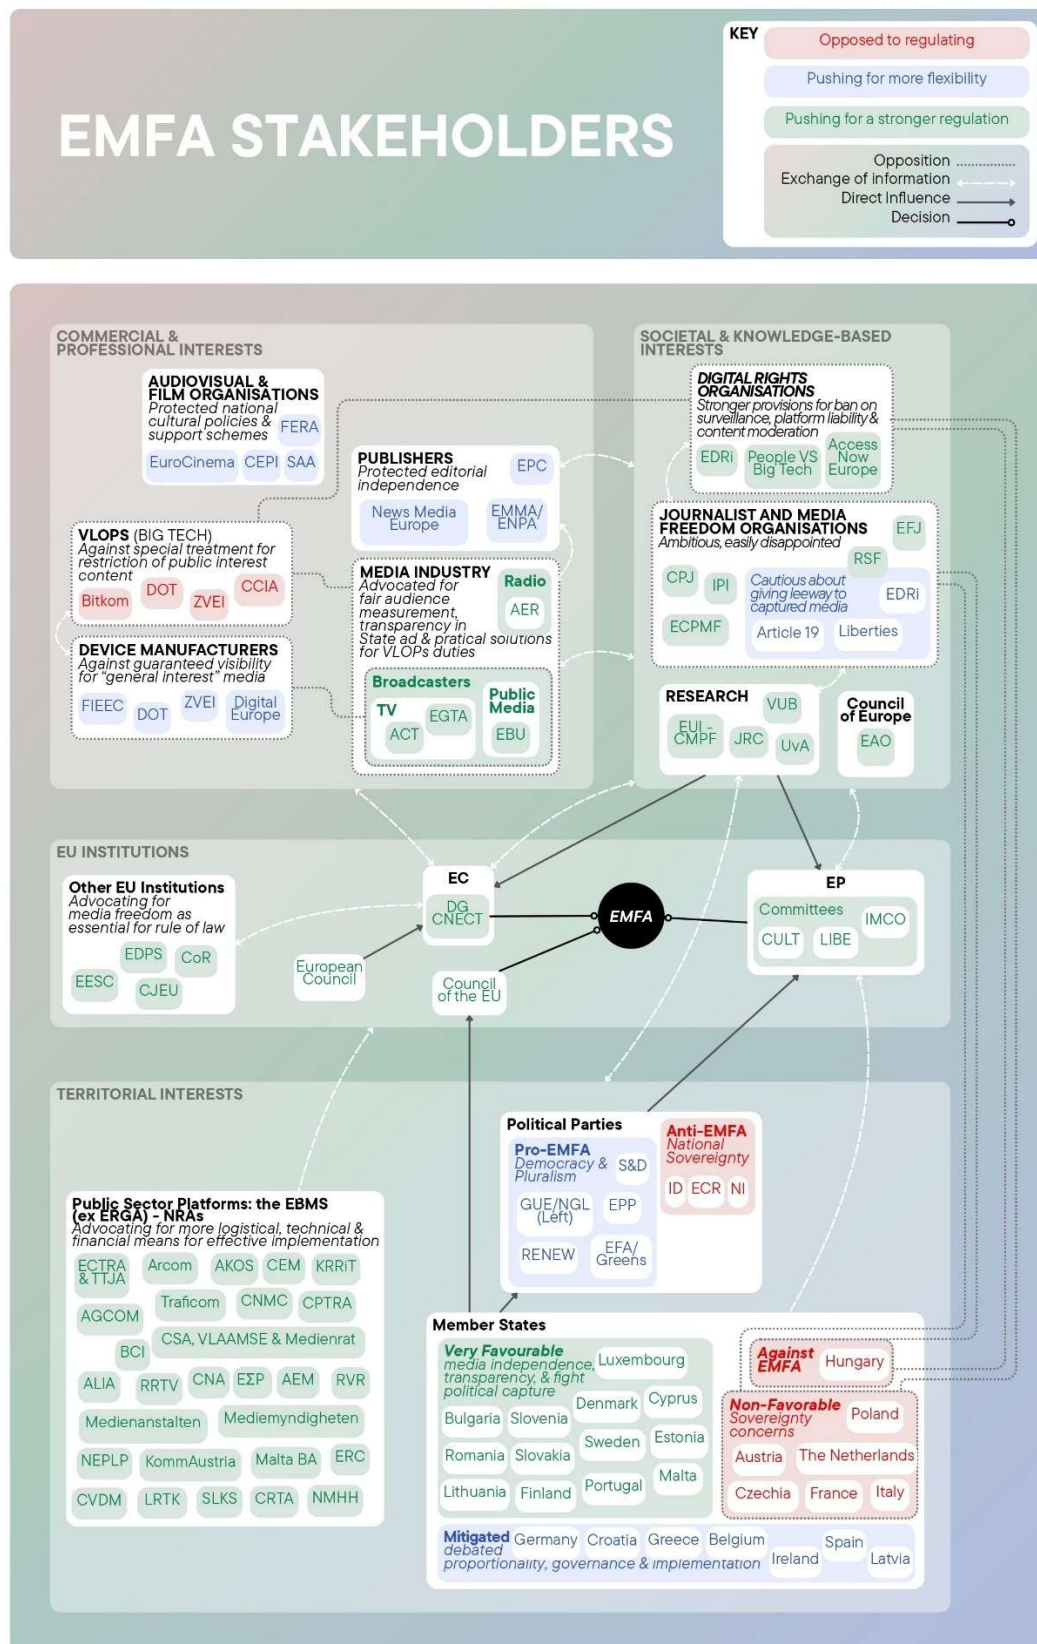 EMFA STAKEHOLDERS
KEY
Opposed to regulating
Pushing for more flexibility
Pushing for a stronger regulation
Opposition
Exchange of information
Direct Influence
Decision
COMMERCIAL &
PROFESSIONAL INTERESTS
AUDIOVISUAL &
FILM ORGANISATIONS
Protected national
cultural policies &
support schemes
FERA
EuroCinema
CEPI
SAA
PUBLISHERS
Protected editorial
independence
EPC
News Media
Europe
EMMA/
ENPA
VLOPS (BIG TECH)
Against special treatment for
restriction of public interest
content
Bitkom
DOT
ZVEI
CCIA
DEVICE MANUFACTURERS
Against guaranteed visibility
for "general interest" media
FIEEC
DOT
ZVEI
Digital
Europe
MEDIA INDUSTRY
Advocated for
fair audience
measurement,
transparency in
State ad & pratical solutions
for VLOPs duties
Radio
AER
Broadcasters
TV
ACT
EGTA
Public
Media
EBU
SOCIETAL & KNOWLEDGE-BASED
INTERESTS
DIGITAL RIGHTS
ORGANISATIONS
Stronger provisions for ban on
surveillance, platform liability &
content moderation
EDRi
People VS
Big Tech
Access
Now
Europe
JOURNALIST AND MEDIA
FREEDOM ORGANISATIONS
Ambitious, easily disappointed
EFJ
RSF
CPJ
IPI
ECPMF
Cautious about
giving leeway to
captured media
EDRi
Article 19
Liberties
RESEARCH
VUB
EUI -
CMPF
JRC
UvA
Council
of Europe
EAO
EU INSTITUTIONS
Other EU Institutions
Advocating for
media freedom as
essential for rule of law
EDPS
CoR
EESC
CJEU
EC
DG
CNECT
European
Council
Council
of the EU
EMFA
EP
Committees
IMCO
CULT
LIBE
TERRITORIAL INTERESTS
Political Parties
Pro-EMFA
Democracy &
Pluralism
S&D
GUE/NGL
(Left)
EPP
RENEW
EFA/
Greens
Anti-EMFA
National
Sovereignty
ID
ECR
NI
Public Sector Platforms: the EBMS
(ex ERGA) - NRAs
Advocating for more logistical, technical &
financial means for effective implementation
ECTRA
& TTJA
Arcom
AKOS
CEM
KRRiT
AGCOM
Traficom
CNMC
CPTRA
BCI
CSA, VLAAMSE & Medienrat
ALIA
RRTV
CNA
ΕΣΡ
AEM
RVR
Medienanstalten
Mediemyndigheten
NEPLP
KommAustria
Malta BA
ERC
CVDM
LRTK
SLKS
CRTA
NMHH
Member States
Very Favourable
media independence,
transparency, & fight
political capture
Luxembourg
Denmark
Cyprus
Bulgaria
Slovenia
Sweden
Estonia
Romania
Slovakia
Portugal
Malta
Lithuania
Finland
Against
EMFA
Hungary
Non-Favorable
Sovereignty
concerns
Poland
Austria
The Netherlands
Czechia
France
Italy
Mitigated
debated
proportionality, governance & implementation
Germany
Croatia
Greece
Belgium
Ireland
Spain
Latvia